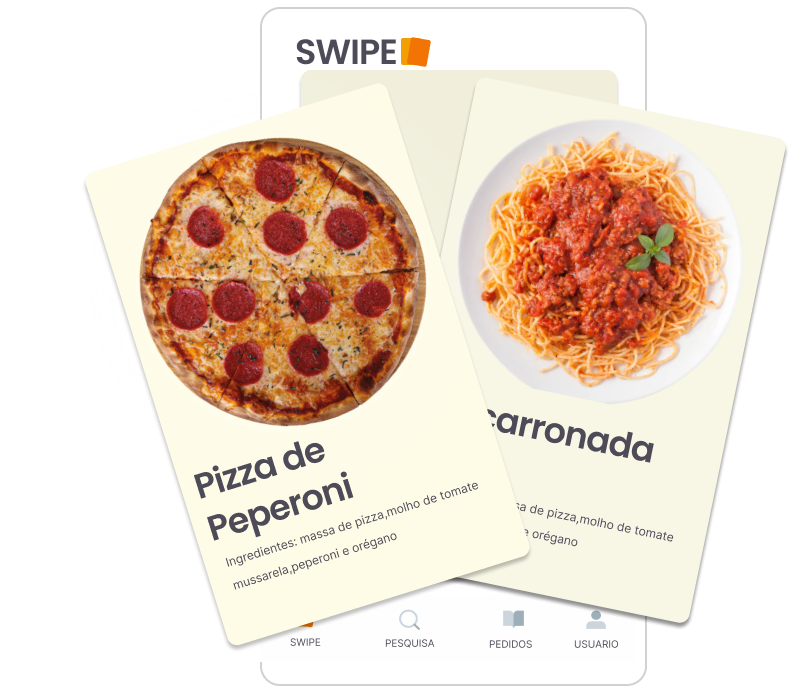 SWIPE
Pizza de
Peperoni
Ingredientes: massa de pizza,molho de tomate
mussarela,peperoni e orégano
carronada
sa de pizza,molho de tomate
e orégano
SWIPE
PESQUISA
PEDIDOS
USUARIO